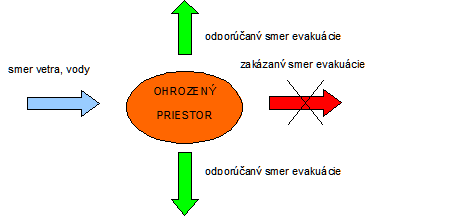 odporúčaný smer evakuácie
zakázaný smer evakuácie
smer vetra, vody
OHROZENÝ
PRIESTOR
odporúčaný smer evakuácie